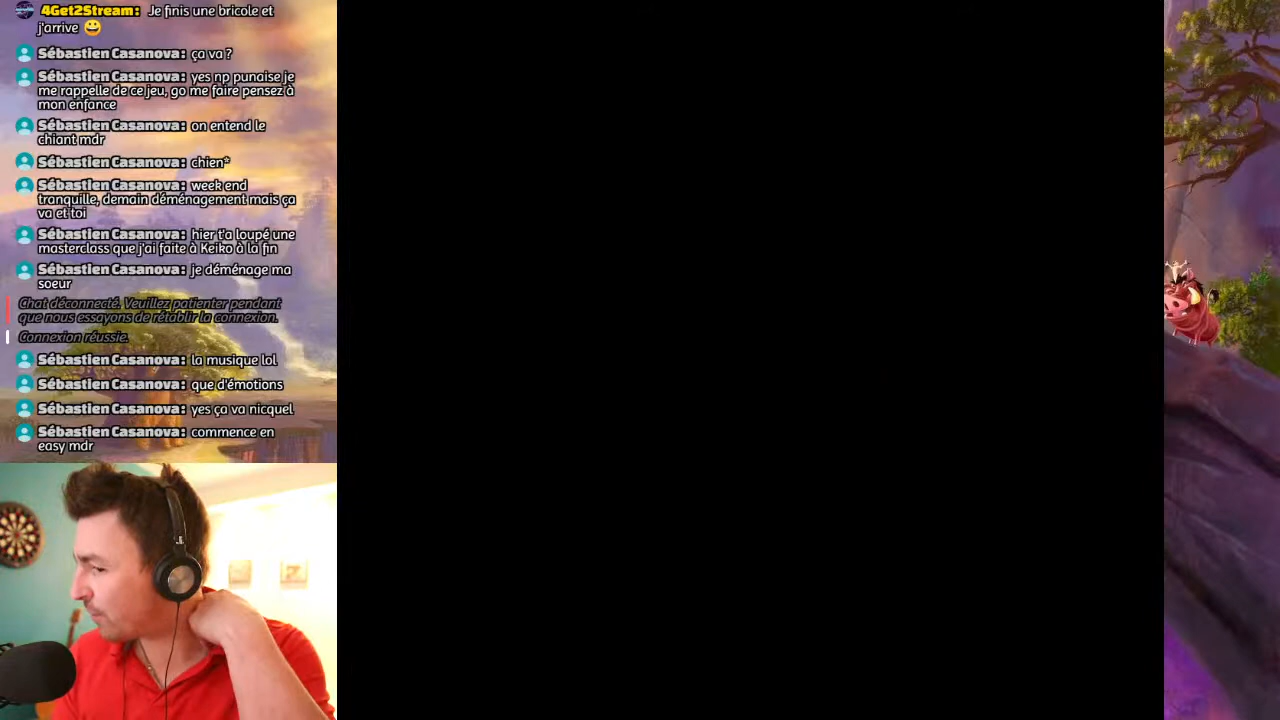 4Get2Stream: Je finis une bricole et
j'arrive 😀
Sébastien Casanova: ça va ?
Sébastien Casanova: yes np punaise je
me rappelle de ce jeu, go me faire pensez à
mon enfance
Sébastien Casanova: on entend le
chiant mdr
Sébastien Casanova: chien*
Sébastien Casanova: week end
tranquille, demain déménagement mais ça
va et toi
Sébastien Casanova: hier t'a loupé une
masterclass que j'ai faite à Keiko à la fin
Sébastien Casanova: je déménage ma
soeur
Chat déconnecté. Veuillez patienter pendant
que nous essayons de rétablir la connexion.
Connexion réussie.
Sébastien Casanova: la musique lol
Sébastien Casanova: que d'émotions
Sébastien Casanova: yes ça va nicquel
Sébastien Casanova: commence en
easy mdr